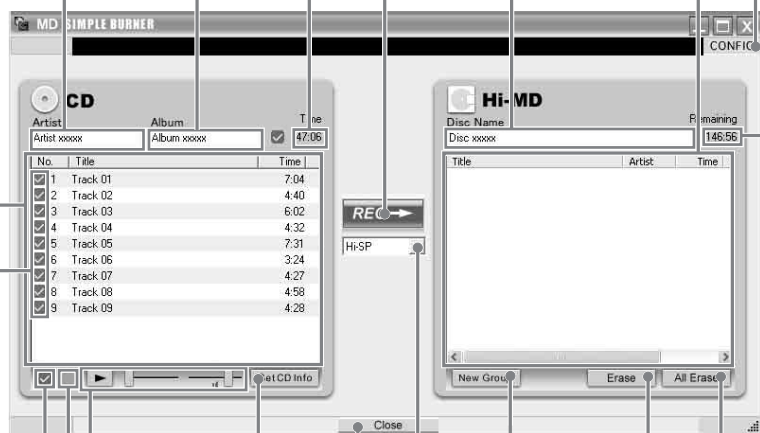 MD SIMPLE BURNER
CONFIG
CD
Artist Album Time
Artist xxxxx Album xxxxx 47:06
No. Title Time
1 Track 01 7:04
2 Track 02 4:40
3 Track 03 6:02
4 Track 04 4:32
5 Track 05 7:31
6 Track 06 3:24
7 Track 07 4:27
8 Track 08 4:58
9 Track 09 4:28
Get CD Info
REC
Hi-SP
Hi-MD
Disc Name Remaining
Disc xxxxx 146:56
Title Artist Time
New Group Erase All Erase
Close